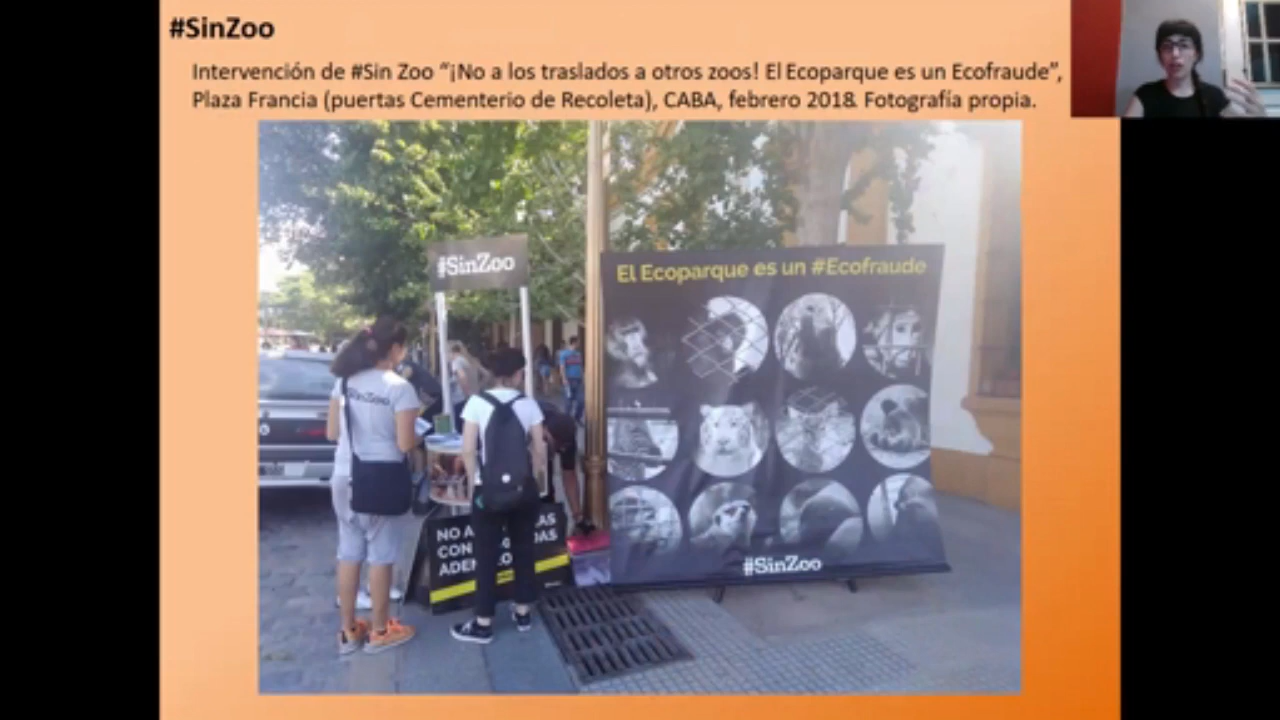 #SinZoo
Intervención de #Sin Zoo “¡No a los traslados a otros zoos! El Ecoparque es un Ecofraude”,
Plaza Francia (puertas Cementerio de Recoleta), CABA, febrero 2018. Fotografía propia.
#SinZoo
El Ecoparque es un #Ecofraude
SinZoo
NO A
CON
#SinZoo